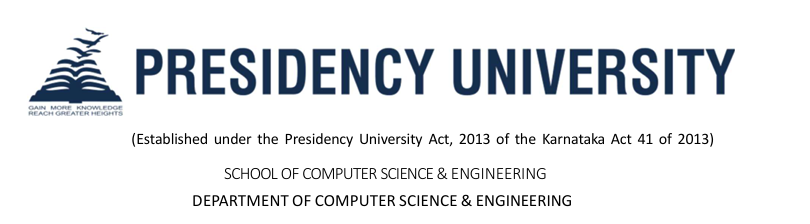 PRESIDENCY UNIVERSITY
GAIN MORE KNOWLEDGE
REACH GREATER HEIGHTS
(Established under the Presidency University Act, 2013 of the Karnataka Act 41 of 2013)
SCHOOL OF COMPUTER SCIENCE & ENGINEERING
DEPARTMENT OF COMPUTER SCIENCE & ENGINEERING